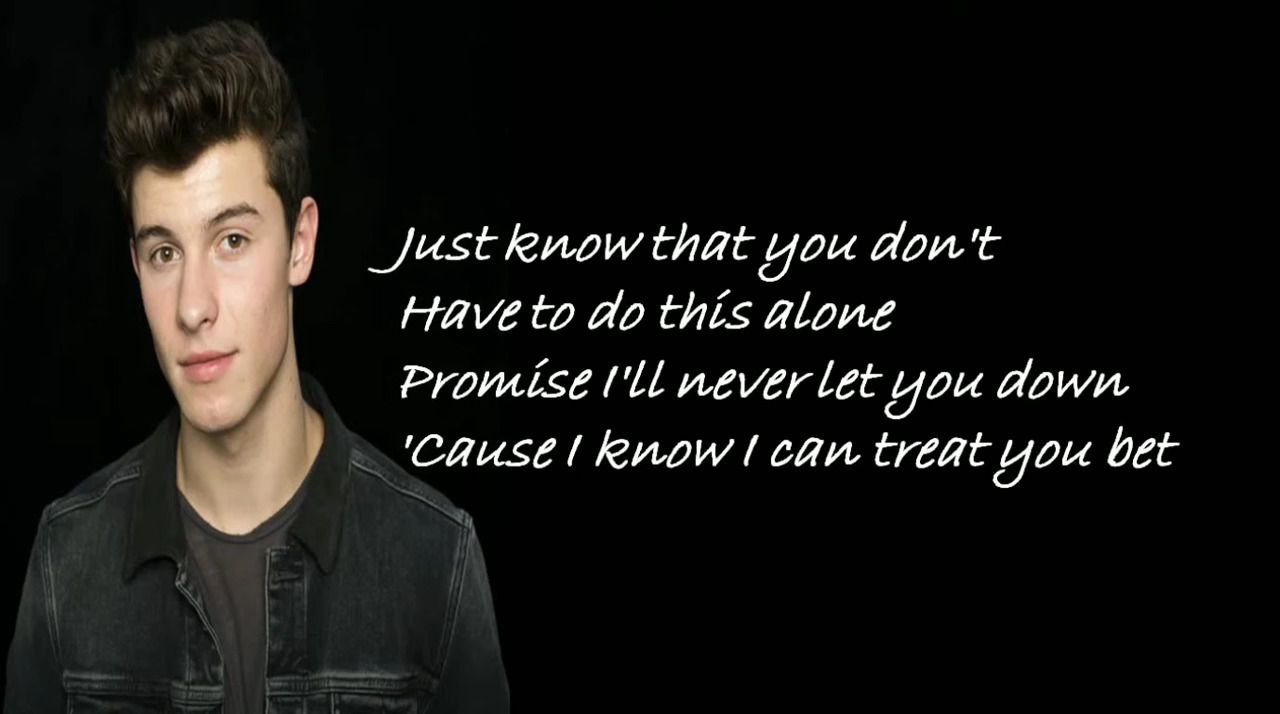 Just know that you don't
Have to do this alone
Promise I'll never let you down
'Cause I know I can treat you bet